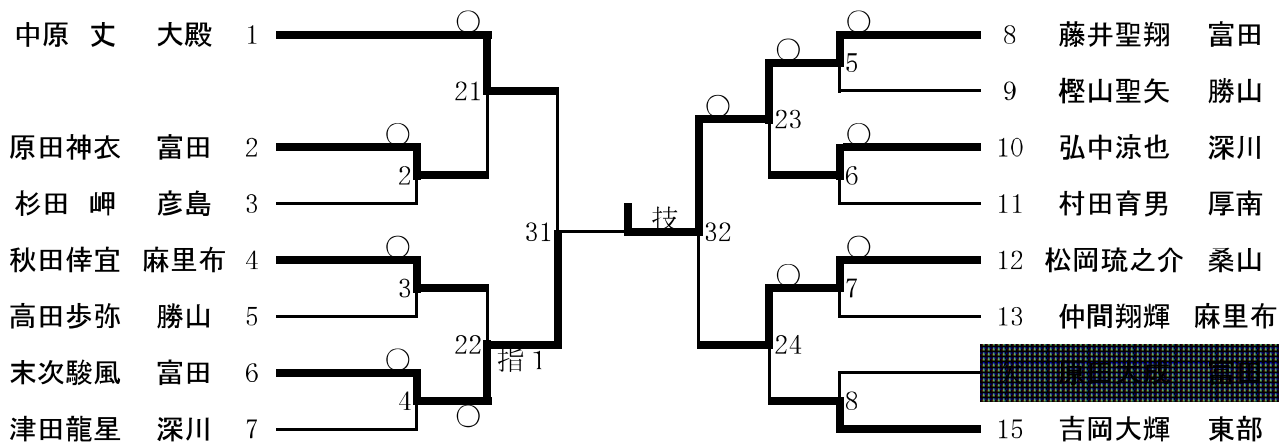 中原 丈 大殿 1
21
原田神衣 富田 2
2
杉田 岬 彦島 3
31
秋田倖宜 麻里布 4
3
高田歩弥 勝山 5
22
指1
末次駿風 富田 6
4
津田龍星 深川 7
技
8 藤井聖翔 富田
5
9 樫山聖矢 勝山
23
10 弘中涼也 深川
6
11 村田育男 厚南
32
12 松岡琉之介 桑山
7
13 仲間翔輝 麻里布
24
8
15 吉岡大輝 東部